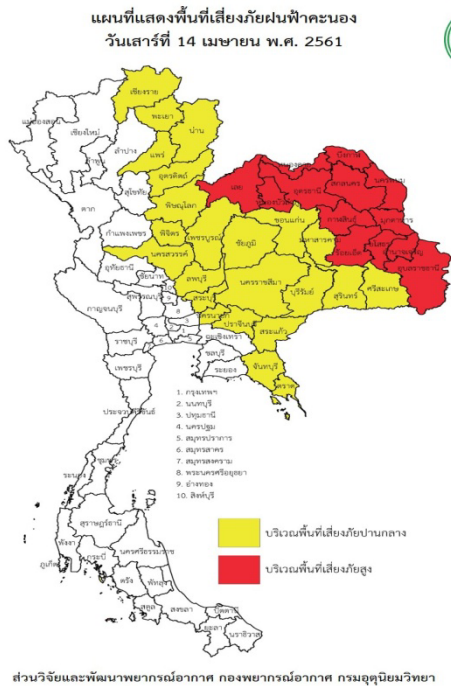 แผนที่แสดงพื้นที่เสี่ยงภัยฝนฟ้าคะนอง
วันเสาร์ที่ 14 เมษายน พ.ศ. 2561
เชียงราย
พะเยา
น่าน
แม่ฮ่องสอน
เชียงใหม่
ลำปาง
ลำพูน
แพร่
อุตรดิตถ์
สุโขทัย
ตาก
พิษณุโลก
กำแพงเพชร
พิจิตร
เพชรบูรณ์
เลย
อุดรธานี
บึงกาฬ
สกลนคร
นครพนม
ขอนแก่น
กาฬสินธุ์
มุกดาหาร
มหาสารคาม
ร้อยเอ็ด
ยโสธร
อำนาจเจริญ
อุบลราชธานี
ชัยภูมิ
นครสวรรค์
อุทัยธานี
ชัยนาท
ลพบุรี
นครราชสีมา
บุรีรัมย์
สุรินทร์
ศรีสะเกษ
สุพรรณบุรี
สระบุรี
กาญจนบุรี
นครนายก
ปราจีนบุรี
สระแก้ว
ฉะเชิงเทรา
ราชบุรี
ชลบุรี
ระยอง
จันทบุรี
ตราด
เพชรบุรี
ประจวบคีรีขันธ์
10
9
8
3
4
2
1
7
6
5
1. กรุงเทพฯ
2. นนทบุรี
3. ปทุมธานี
4. นครปฐม
5. สมุทรปราการ
6. สมุทรสาคร
7. สมุทรสงคราม
8. พระนครศรีอยุธยา
9. อ่างทอง
10. สิงห์บุรี
ชุมพร
ระนอง
สุราษฎร์ธานี
พังงา
ภูเก็ต
กระบี่
นครศรีธรรมราช
ตรัง
พัทลุง
สตูล
สงขลา
ปัตตานี
ยะลา
นราธิวาส
บริเวณพื้นที่เสี่ยงภัยปานกลาง
บริเวณพื้นที่เสี่ยงภัยสูง
ส่วนวิจัยและพัฒนาพยากรณ์อากาศ กองพยากรณ์อากาศ กรมอุตุนิยมวิทยา